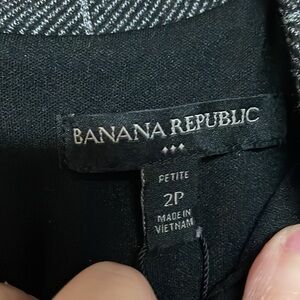 BANANA REPUBLIC
PETITE
2P
MADE IN
VIETNAM